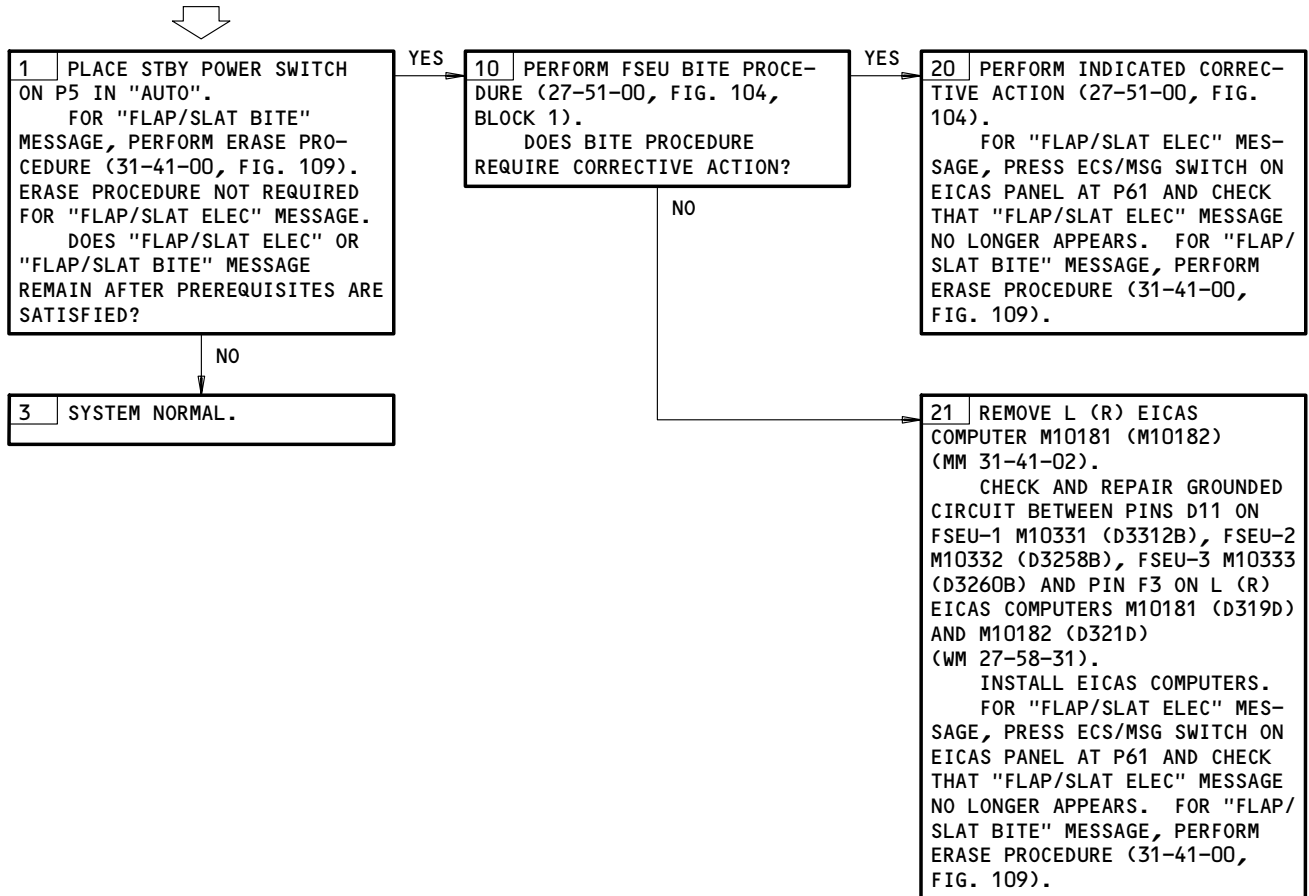 1 PLACE STBY POWER SWITCH
ON P5 IN "AUTO".
FOR "FLAP/SLAT BITE"
MESSAGE, PERFORM ERASE PRO-
CEDURE (31-41-00, FIG. 109).
ERASE PROCEDURE NOT REQUIRED
FOR "FLAP/SLAT ELEC" MESSAGE.
DOES "FLAP/SLAT ELEC" OR
"FLAP/SLAT BITE" MESSAGE
REMAIN AFTER PREREQUISITES ARE
SATISFIED?
YES
10 PERFORM FSEU BITE PROCE-
DURE (27-51-00, FIG. 104,
BLOCK 1).
DOES BITE PROCEDURE
REQUIRE CORRECTIVE ACTION?
YES
20 PERFORM INDICATED CORREC-
TIVE ACTION (27-51-00, FIG.
104).
FOR "FLAP/SLAT ELEC" MES-
SAGE, PRESS ECS/MSG SWITCH ON
EICAS PANEL AT P61 AND CHECK
THAT "FLAP/SLAT ELEC" MESSAGE
NO LONGER APPEARS. FOR "FLAP/
SLAT BITE" MESSAGE, PERFORM
ERASE PROCEDURE (31-41-00,
FIG. 109).
NO
3 SYSTEM NORMAL.
NO
21 REMOVE L (R) EICAS
COMPUTER M10181 (M10182)
(MM 31-41-02).
CHECK AND REPAIR GROUNDED
CIRCUIT BETWEEN PINS D11 ON
FSEU-1 M10331 (D3312B), FSEU-2
M10332 (D3258B), FSEU-3 M10333
(D3260B) AND PIN F3 ON L (R)
EICAS COMPUTERS M10181 (D319D)
AND M10182 (D321D)
(WM 27-58-31).
INSTALL EICAS COMPUTERS.
FOR "FLAP/SLAT ELEC" MES-
SAGE, PRESS ECS/MSG SWITCH ON
EICAS PANEL AT P61 AND CHECK
THAT "FLAP/SLAT ELEC" MESSAGE
NO LONGER APPEARS. FOR "FLAP/
SLAT BITE" MESSAGE, PERFORM
ERASE PROCEDURE (31-41-00,
FIG. 109).